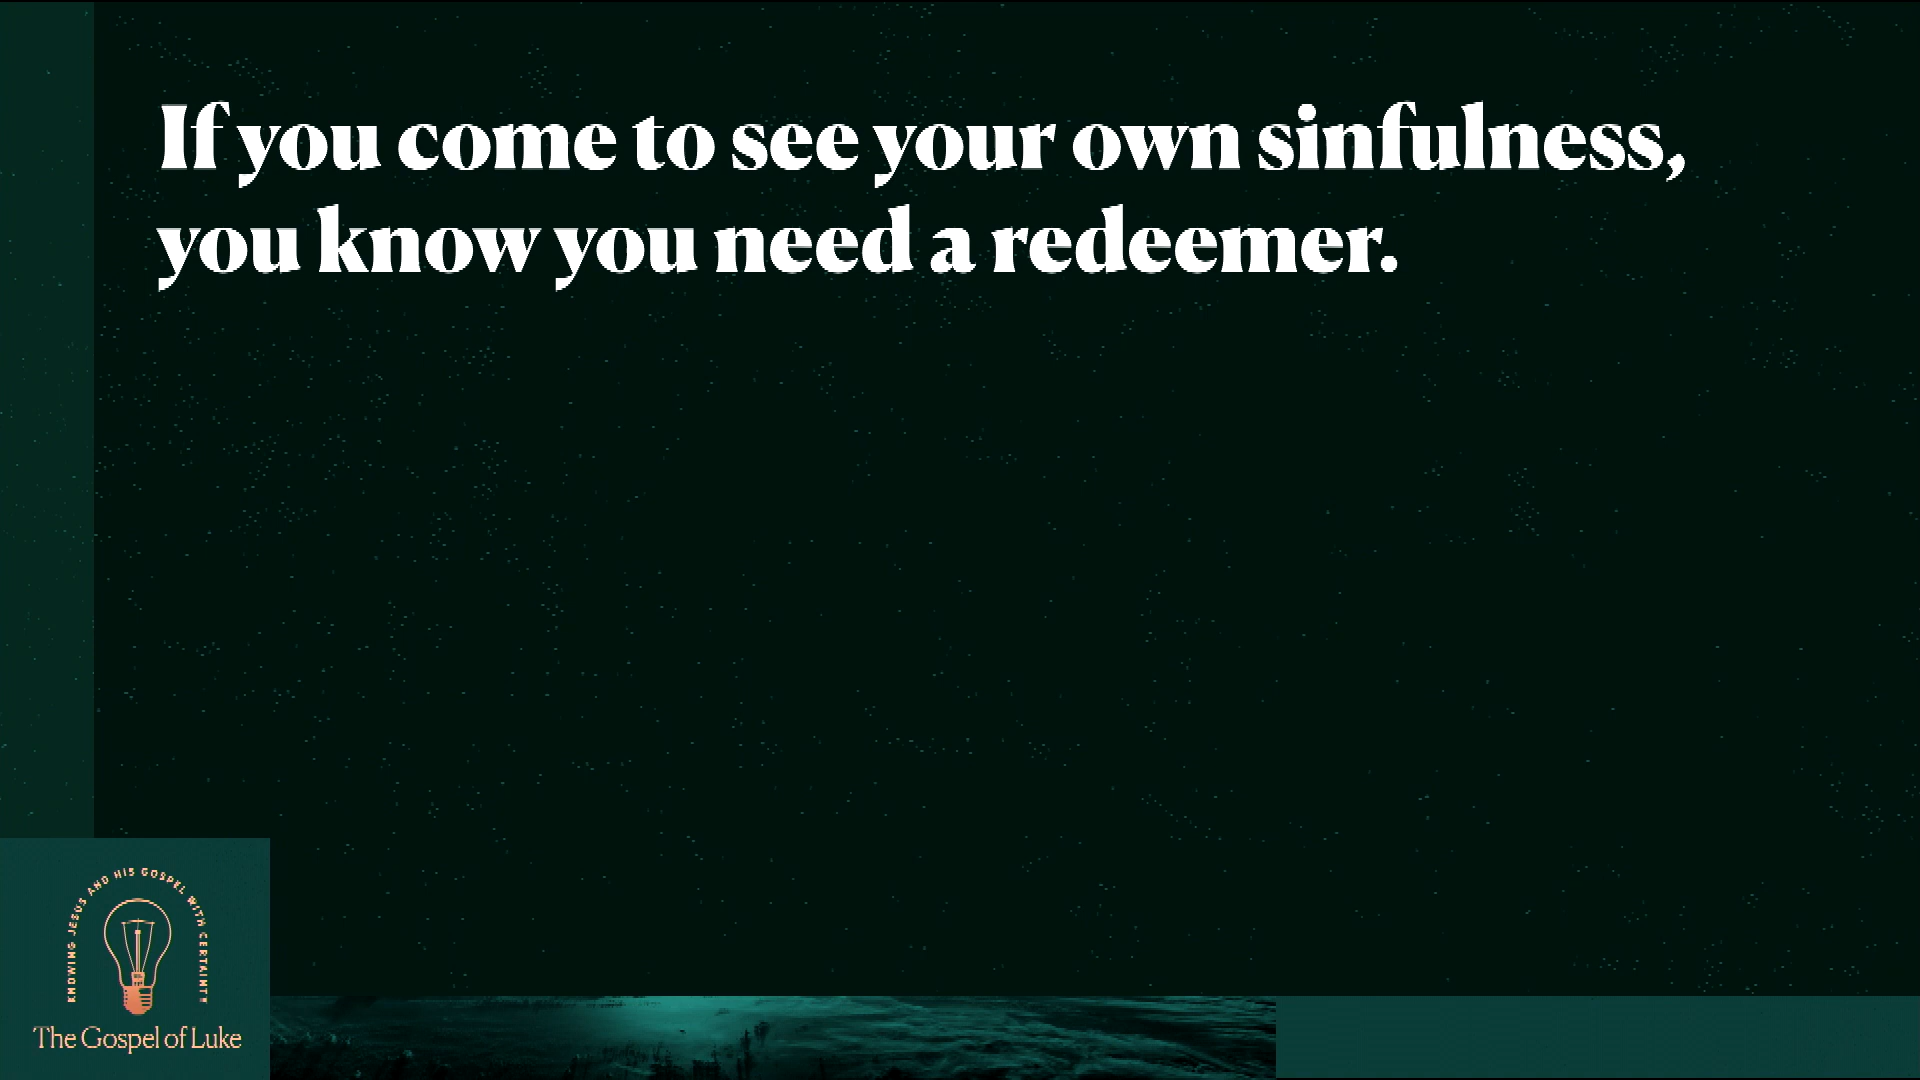 If you come to see your own sinfulness,
you know you need a redeemer.
KNOWING JESUS AND HIS GOSPEL WITH CERTAINTY
The Gospel of Luke